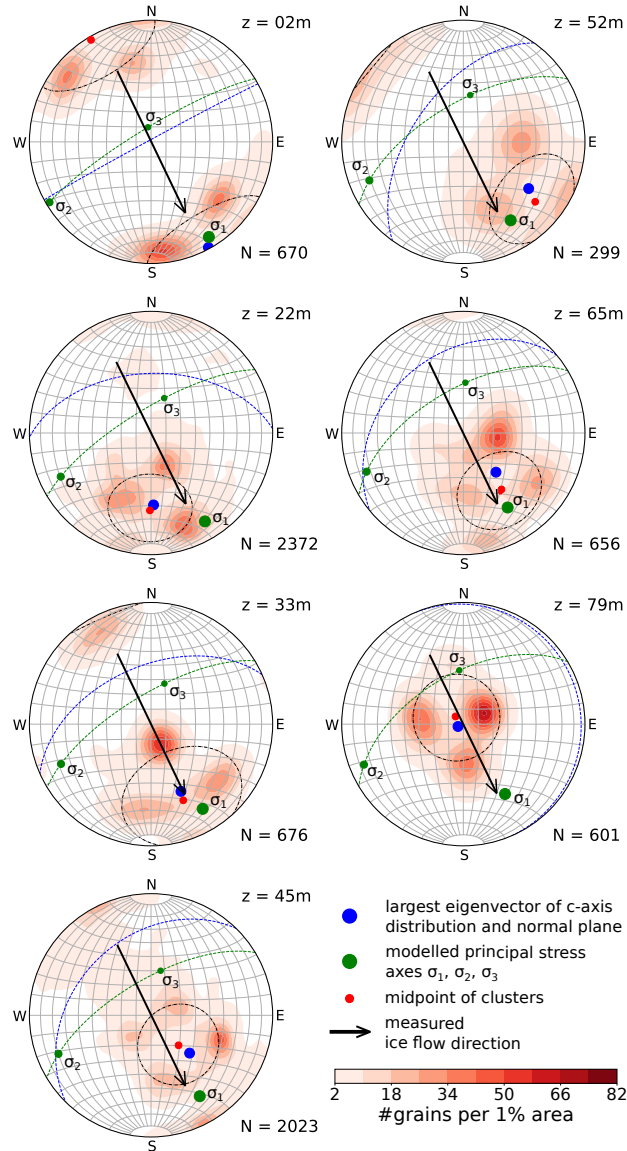 N
z = 02m
W
E
σ3
σ2
σ1
S
N = 670
N
z = 52m
W
E
σ2
σ1
S
N = 299
N
z = 22m
W
E
σ3
σ2
σ1
S
N = 2372
N
z = 65m
W
E
σ3
σ2
σ1
S
N = 656
N
z = 33m
W
E
σ3
σ2
σ1
S
N = 676
N
z = 79m
W
E
σ3
σ2
σ1
S
N = 601
N
z = 45m
W
E
σ3
σ2
σ1
S
N = 2023
largest eigenvector of c-axis
distribution and normal plane
modelled principal stress
axes σ1, σ2, σ3
midpoint of clusters
measured
ice flow direction
2 18 34 50 66 82
#grains per 1% area